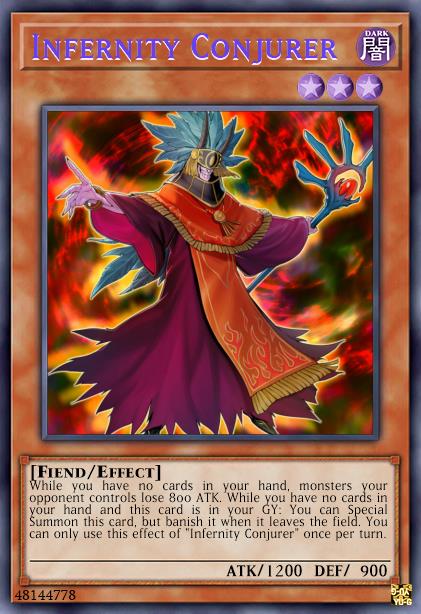 INFERNITY CONJURER
DARK
闇
[FIEND/EFFECT]
While you have no cards in your hand, monsters your
opponent controls lose 800 ATK. While you have no cards in
your hand and this card is in your GY: You can Special
Summon this card, but banish it when it leaves the field. You
can only use this effect of "Infernity Conjurer" once per turn.
ATK/1200 DEF/ 900
48144778